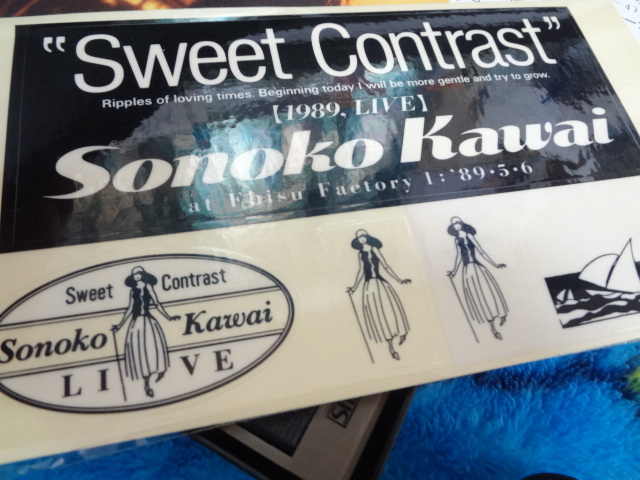 “Sweet Contrast”
Ripples of loving times. Beginning today I will be more gentle and try to grow.
【1989, LIVE】
Sonoko Kawai
at Ebisu Factory 1:'89·5·6
Sweet Contrast
Sonoko Kawai
LIVE